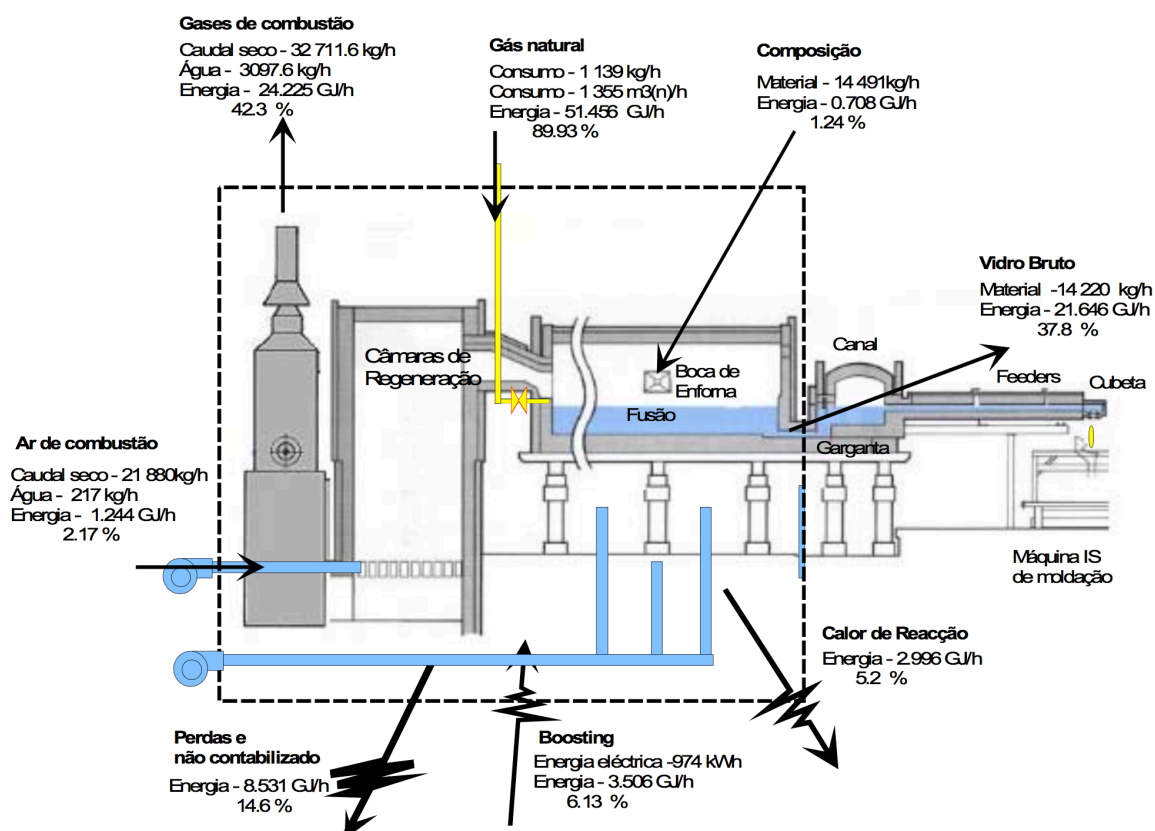 Gases de combustão
Caudal seco - 32 711.6 kg/h
Água - 3097.6 kg/h
Energia - 24.225 GJ/h
42.3 %
Gás natural
Consumo - 1 139 kg/h
Consumo - 1 355 m3(n)/h
Energia - 51.456 GJ/h
89.93 %
Composição
Material - 14 491kg/h
Energia - 0.708 GJ/h
1.24 %
Vidro Bruto
Material -14 220 kg/h
Energia - 21.646 GJ/h
37.8 %
Câmaras de
Regeneração
Boca de
Enforna
Fusão
Canal
Feeders
Cubeta
Garganta
Ar de combustão
Caudal seco - 21 880kg/h
Água - 217 kg/h
Energia - 1.244 GJ/h
2.17 %
Máquina IS
de moldação
Calor de Reacção
Energia - 2.996 GJ/h
5.2 %
Perdas e
não contabilizado
Energia - 8.531 GJ/h
14.6 %
Boosting
Energia eléctrica -974 kWh
Energia - 3.506 GJ/h
6.13 %